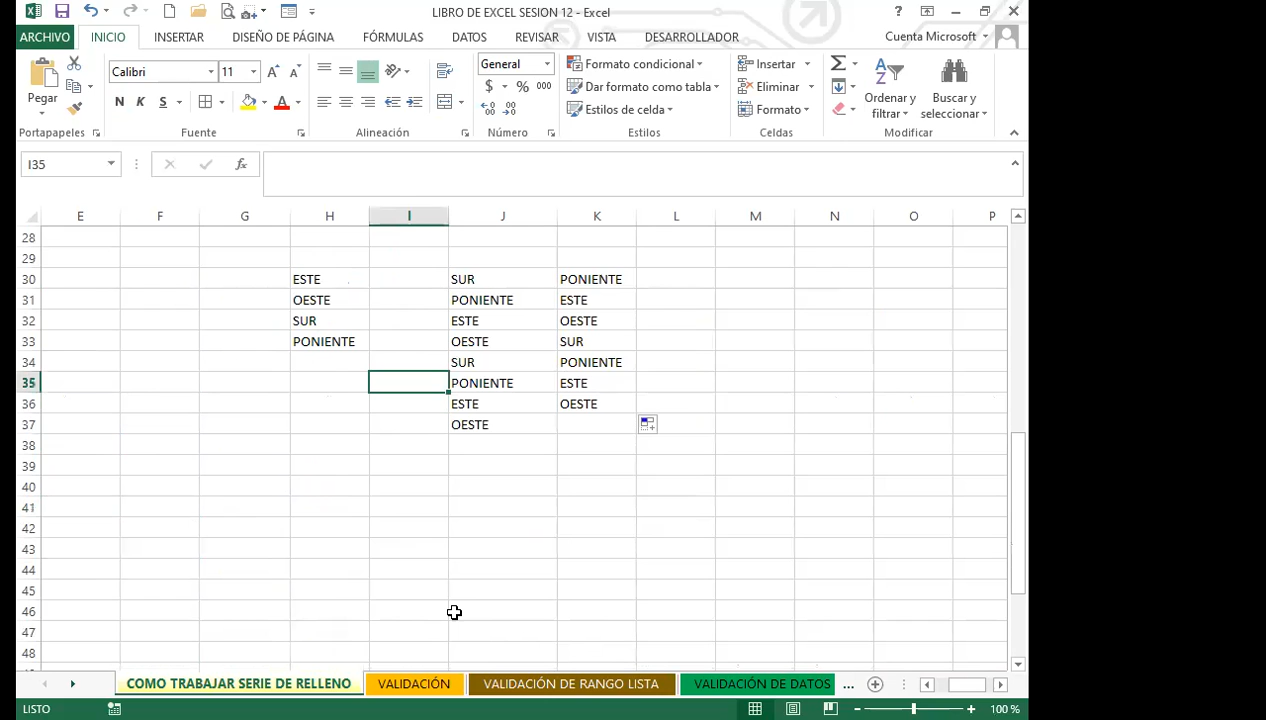 LIBRO DE EXCEL SESION 12 - Excel
?
ARCHIVO INICIO INSERTAR DISEÑO DE PÁGINA FÓRMULAS DATOS REVISAR VISTA DESARROLLADOR Cuenta Microsoft
Pegar
Calibri 11
N K S
General
$ % 000
Formato condicional
Dar formato como tabla
Estilos de celda
Insertar
Eliminar
Formato
Ordenar y filtrar
Buscar y seleccionar
Portapapeles Fuente Alineación Número Estilos Celdas Modificar
I35 fx
E F G H I J K L M N O P
28
29
30 ESTE SUR PONIENTE
31 OESTE PONIENTE ESTE
32 SUR ESTE OESTE
33 PONIENTE OESTE SUR
34 SUR PONIENTE
35 PONIENTE ESTE
36 ESTE OESTE
37 OESTE
38
39
40
41
42
43
44
45
46
47
48
COMO TRABAJAR SERIE DE RELLENO VALIDACIÓN VALIDACIÓN DE RANGO LISTA VALIDACIÓN DE DATOS ...
LISTO 100 %